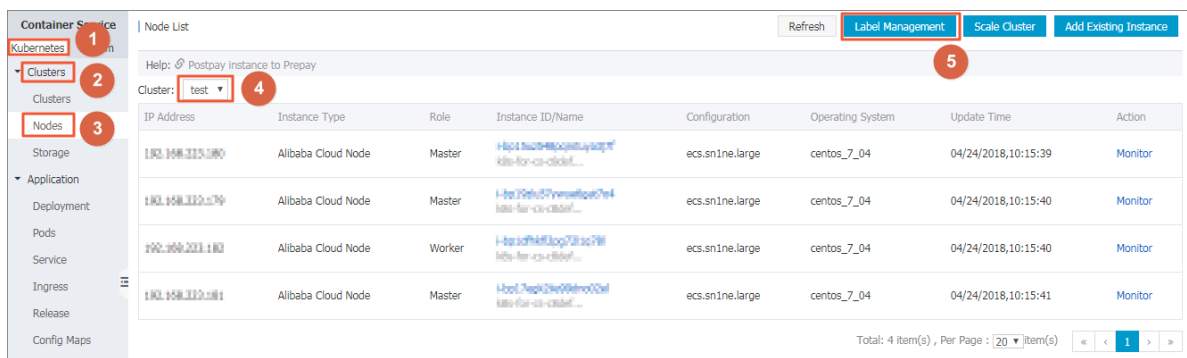 Container Service
Kubernetes
1
Clusters
2
Clusters
Nodes
3
Storage
Application
Deployment
Pods
Service
Ingress
Release
Config Maps
Node List
Refresh
Label Management
Scale Cluster
Add Existing Instance
5
Help: Postpay instance to Prepay
Cluster: test
4
IP Address Instance Type Role Instance ID/Name Configuration Operating System Update Time Action
Alibaba Cloud Node Master ecs.sn1ne.large centos_7_04 04/24/2018,10:15:39 Monitor
Alibaba Cloud Node Master ecs.sn1ne.large centos_7_04 04/24/2018,10:15:40 Monitor
Alibaba Cloud Node Worker ecs.sn1ne.large centos_7_04 04/24/2018,10:15:40 Monitor
Alibaba Cloud Node Master ecs.sn1ne.large centos_7_04 04/24/2018,10:15:41 Monitor
Total: 4 item(s) , Per Page : 20 item(s) « ‹ 1 › »